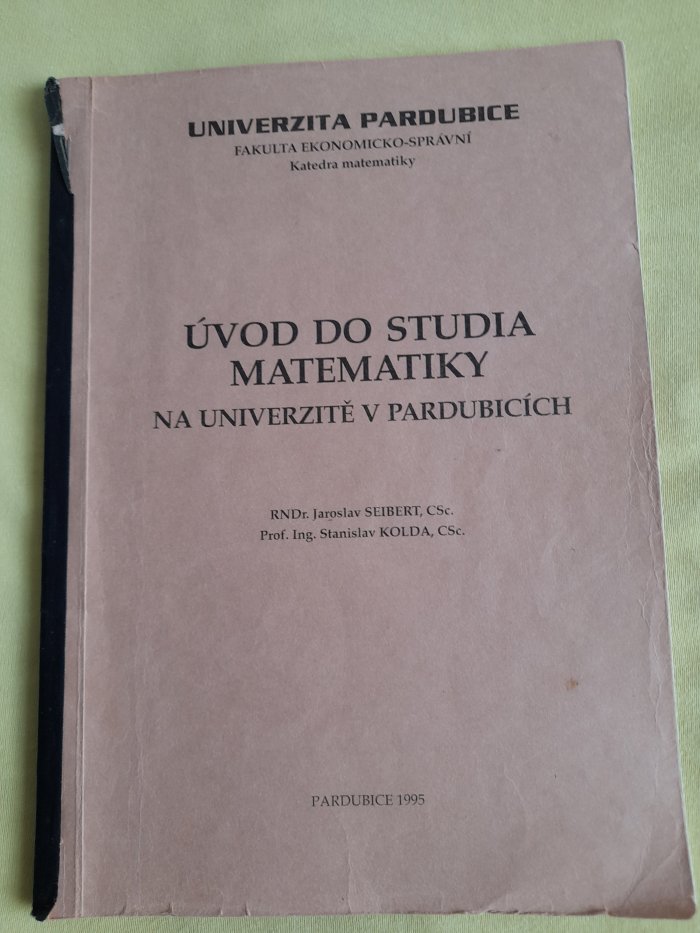 UNIVERZITA PARDUBICE
FAKULTA EKONOMICKO-SPRÁVNÍ
Katedra matematiky
ÚVOD DO STUDIA
MATEMATIKY
NA UNIVERZITĚ V PARDUBICÍCH
RNDr. Jaroslav SEIBERT, CSc.
Prof. Ing. Stanislav KOLDA, CSc.
PARDUBICE 1995